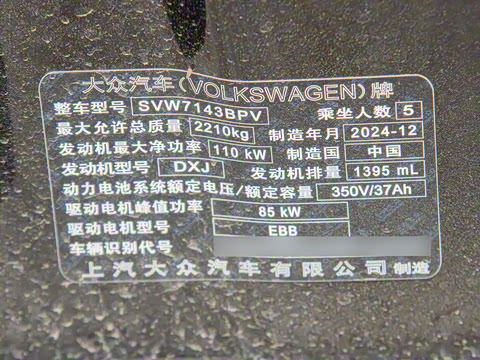 大众汽车(VOLKSWAGEN)牌
整车型号 SVW7143BPV 乘坐人数 5
最大允许总质量 2210kg 制造年月 2024-12
发动机最大净功率 110 kW 制造国 中国
发动机型号 DXJ 发动机排量 1395 mL
动力电池系统额定电压/额定容量 350V/37Ah
驱动电机峰值功率 85 kW
驱动电机型号 EBB
车辆识别代号
上汽大众汽车有限公司 制造